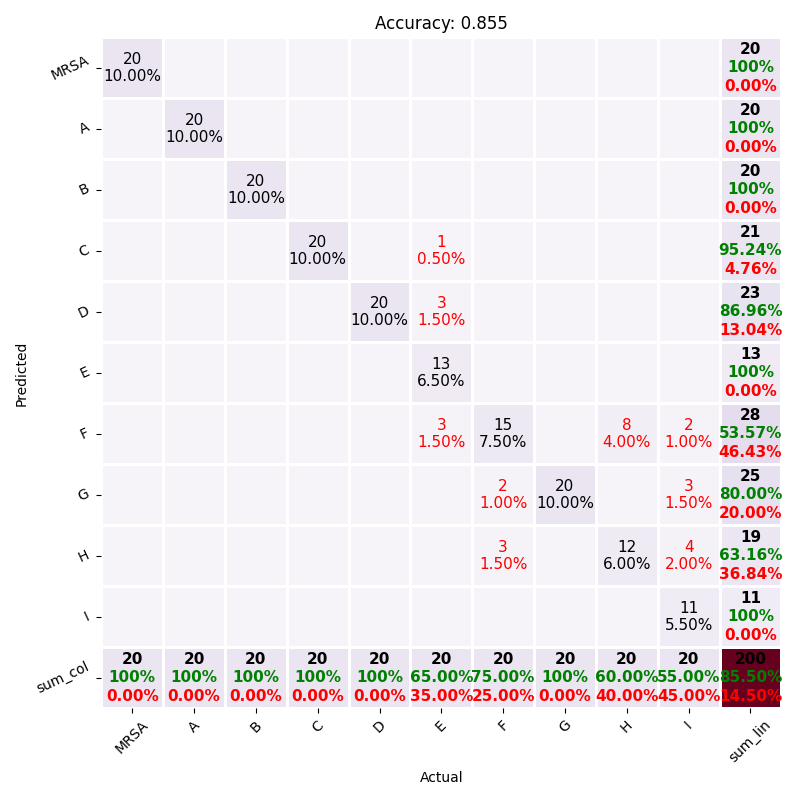 Accuracy: 0.855
MRSA 20 20
10.00% 100%
0.00%
A 20 20
10.00% 100%
0.00%
B 20 20
10.00% 100%
0.00%
C 20 1 21
10.00% 0.50% 95.24%
4.76%
D 20 3 23
10.00% 1.50% 86.96%
13.04%
E 13 13
6.50% 100%
0.00%
F 3 15 8 2 28
1.50% 7.50% 4.00% 1.00% 53.57%
46.43%
G 2 20 3 25
1.00% 10.00% 1.50% 80.00%
20.00%
H 3 12 4 19
1.50% 6.00% 2.00% 63.16%
36.84%
I 11 11
5.50% 100%
0.00%
sum_col 20 20 20 20 20 20 20 20 20 20 200
100% 100% 100% 100% 100% 65.00% 75.00% 100% 60.00% 55.00% 85.50%
0.00% 0.00% 0.00% 0.00% 0.00% 35.00% 25.00% 0.00% 40.00% 45.00% 14.50%
MRSA A B C D E F G H I sum_lin
Actual
Predicted